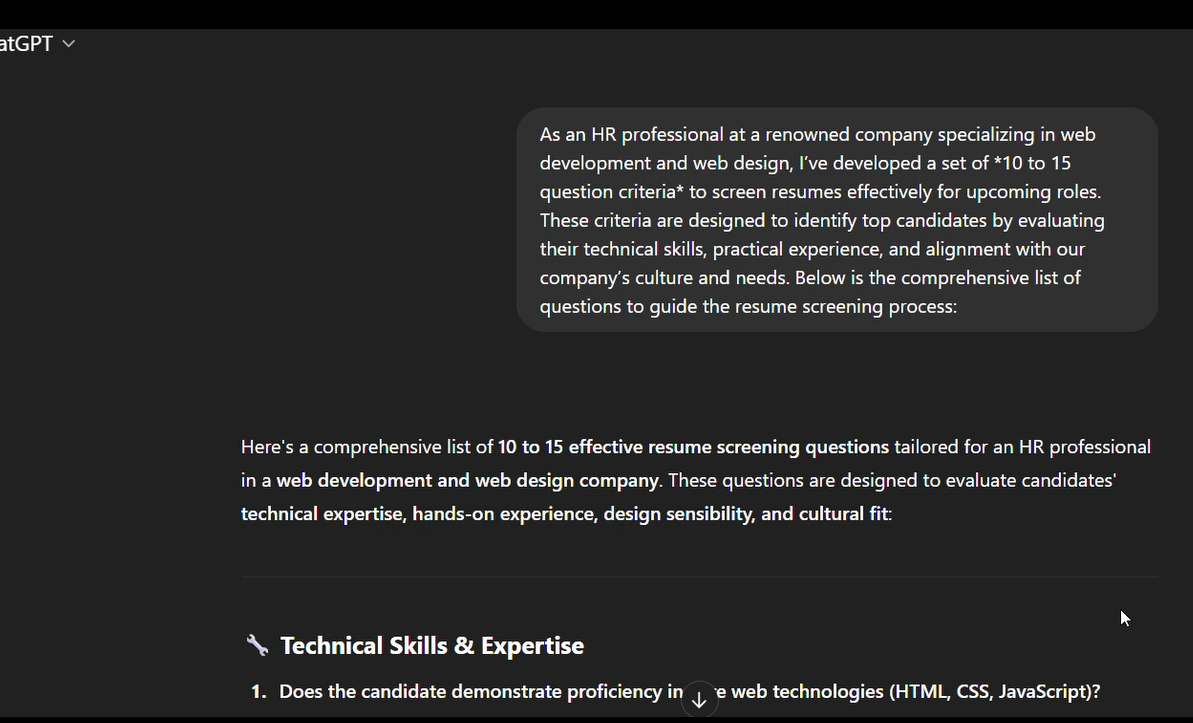 atGPT
As an HR professional at a renowned company specializing in web
development and web design, I've developed a set of *10 to 15
question criteria* to screen resumes effectively for upcoming roles.
These criteria are designed to identify top candidates by evaluating
their technical skills, practical experience, and alignment with our
company's culture and needs. Below is the comprehensive list of
questions to guide the resume screening process:
Here's a comprehensive list of 10 to 15 effective resume screening questions tailored for an HR professional
in a web development and web design company. These questions are designed to evaluate candidates'
technical expertise, hands-on experience, design sensibility, and cultural fit:
Technical Skills & Expertise
1. Does the candidate demonstrate proficiency in web technologies (HTML, CSS, JavaScript)?